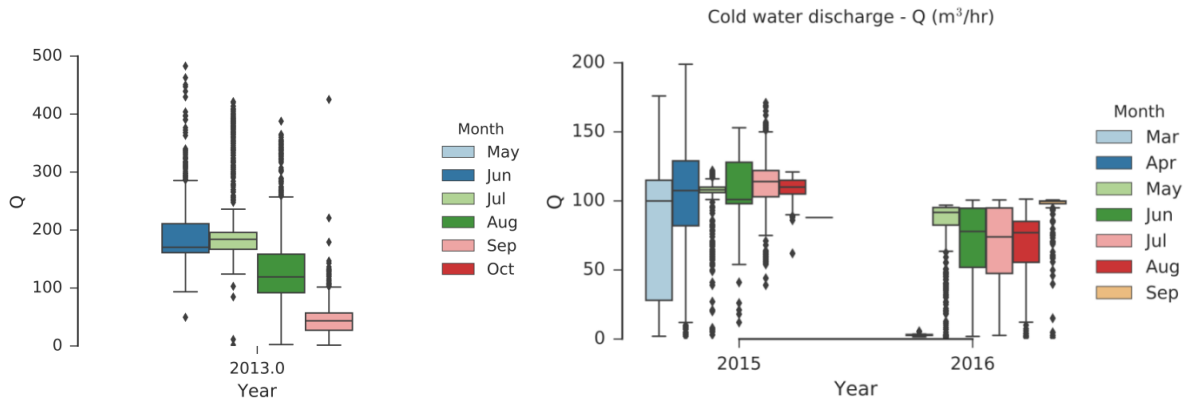 Cold water discharge - Q (m³/hr)
500
400
300
200
100
0
Q
2013.0
Year
Month
May
Jun
Jul
Aug
Sep
Oct
200
150
100
50
0
Q
2015
2016
Year
Month
Mar
Apr
May
Jun
Jul
Aug
Sep